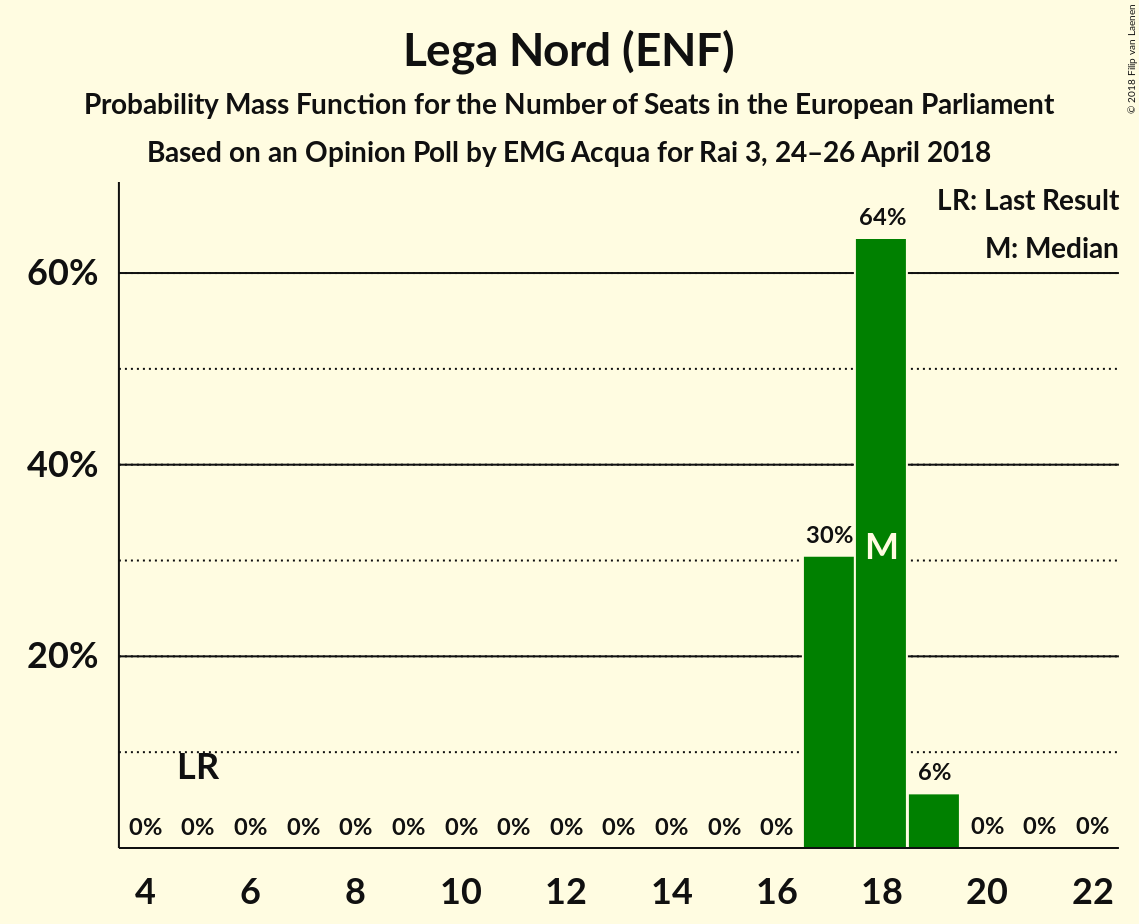 Lega Nord (ENF)
Probability Mass Function for the Number of Seats in the European Parliament
Based on an Opinion Poll by EMG Acqua for Rai 3, 24–26 April 2018
© 2018 Filip van Laenen
LR: Last Result
M: Median
64%
60%
40%
30%
M
20%
LR
6%
0% 0% 0% 0% 0% 0% 0% 0% 0% 0% 0% 0% 0% 0% 0% 0%
4 6 8 10 12 14 16 18 20 22